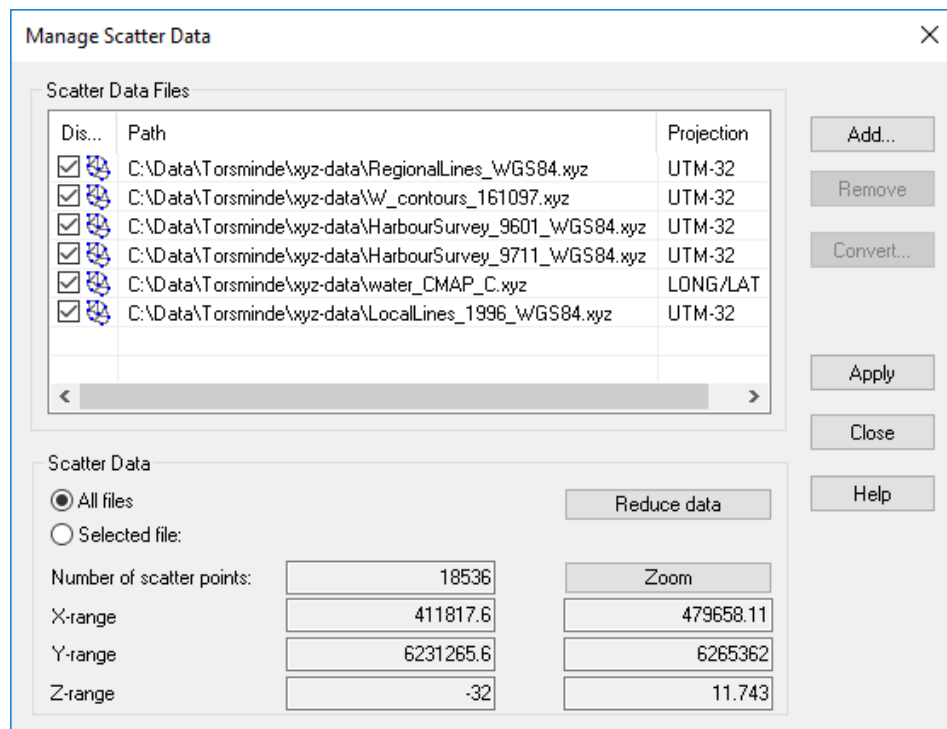 Manage Scatter Data
Scatter Data Files
Dis... Path Projection
C:\Data\Torsminde\xyz-data\RegionalLines_WGS84.xyz UTM-32
C:\Data\Torsminde\xyz-data\W_contours_161097.xyz UTM-32
C:\Data\Torsminde\xyz-data\HarbourSurvey_9601_WGS84.xyz UTM-32
C:\Data\Torsminde\xyz-data\HarbourSurvey_9711_WGS84.xyz UTM-32
C:\Data\Torsminde\xyz-data\water_CMAP_C.xyz LONG/LAT
C:\Data\Torsminde\xyz-data\LocalLines_1996_WGS84.xyz UTM-32
Add...
Remove
Convert...
Apply
Close
Help
Scatter Data
All files
Reduce data
Selected file:
Number of scatter points: 18536 Zoom
X-range 411817.6 479658.11
Y-range 6231265.6 6265362
Z-range -32 11.743